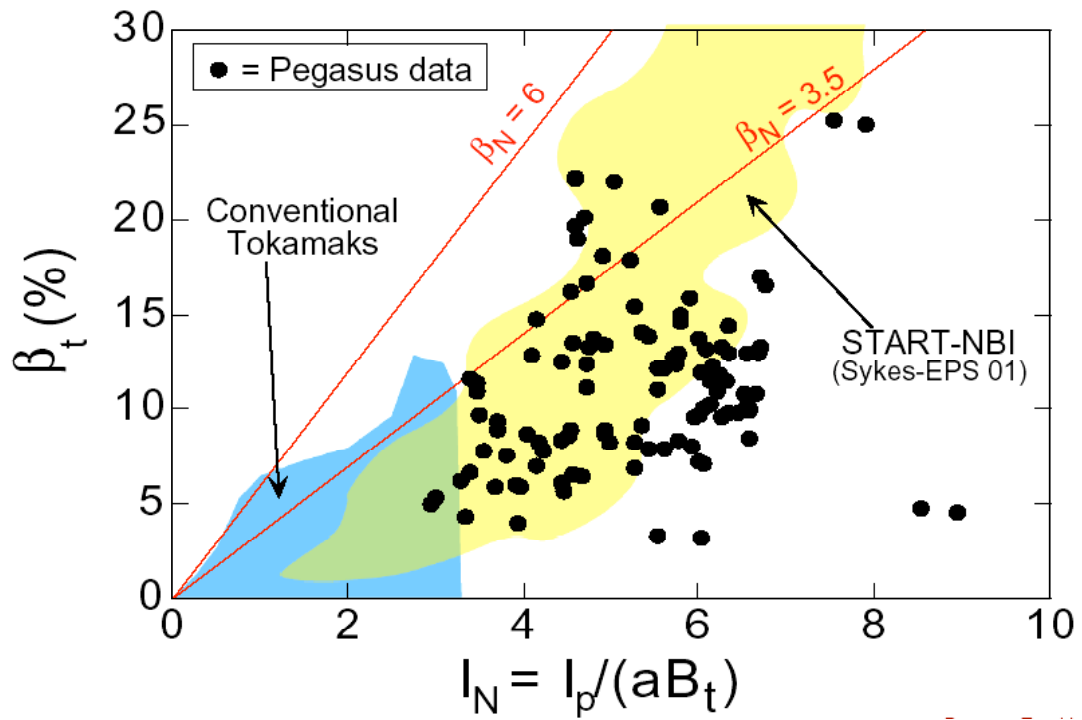 30
25
20
15
10
5
0
β_t (%)
● = Pegasus data
β_N = 6
β_N = 3.5
Conventional
Tokamaks
START-NBI
(Sykes-EPS 01)
0 2 4 6 8 10
I_N = I_p/(aB_t)